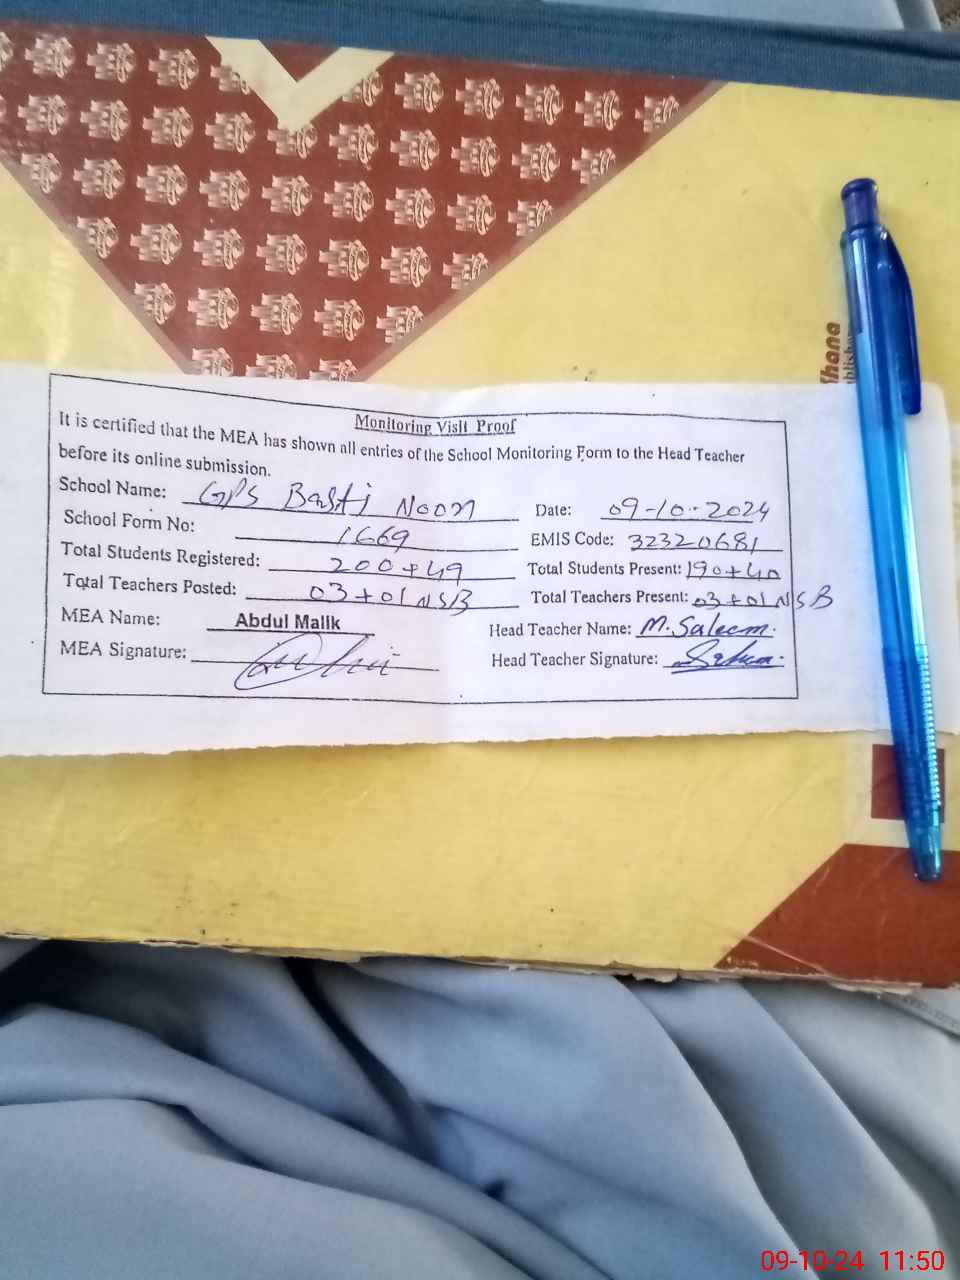 Monitoring Visit Proof
It is certified that the MEA has shown all entries of the School Monitoring Form to the Head Teacher
before its online submission.
School Name: GPS Basti Noon Date: 09-10-2024
School Form No: 1669 EMIS Code: 32320681
Total Students Registered: 200+49 Total Students Present: 190+40
Total Teachers Posted: 03+01 NSB Total Teachers Present: 03+01 NSB
MEA Name: Abdul Malik Head Teacher Name: M. Saleem.
MEA Signature: Head Teacher Signature: Saleem.
09-10-24 11:50